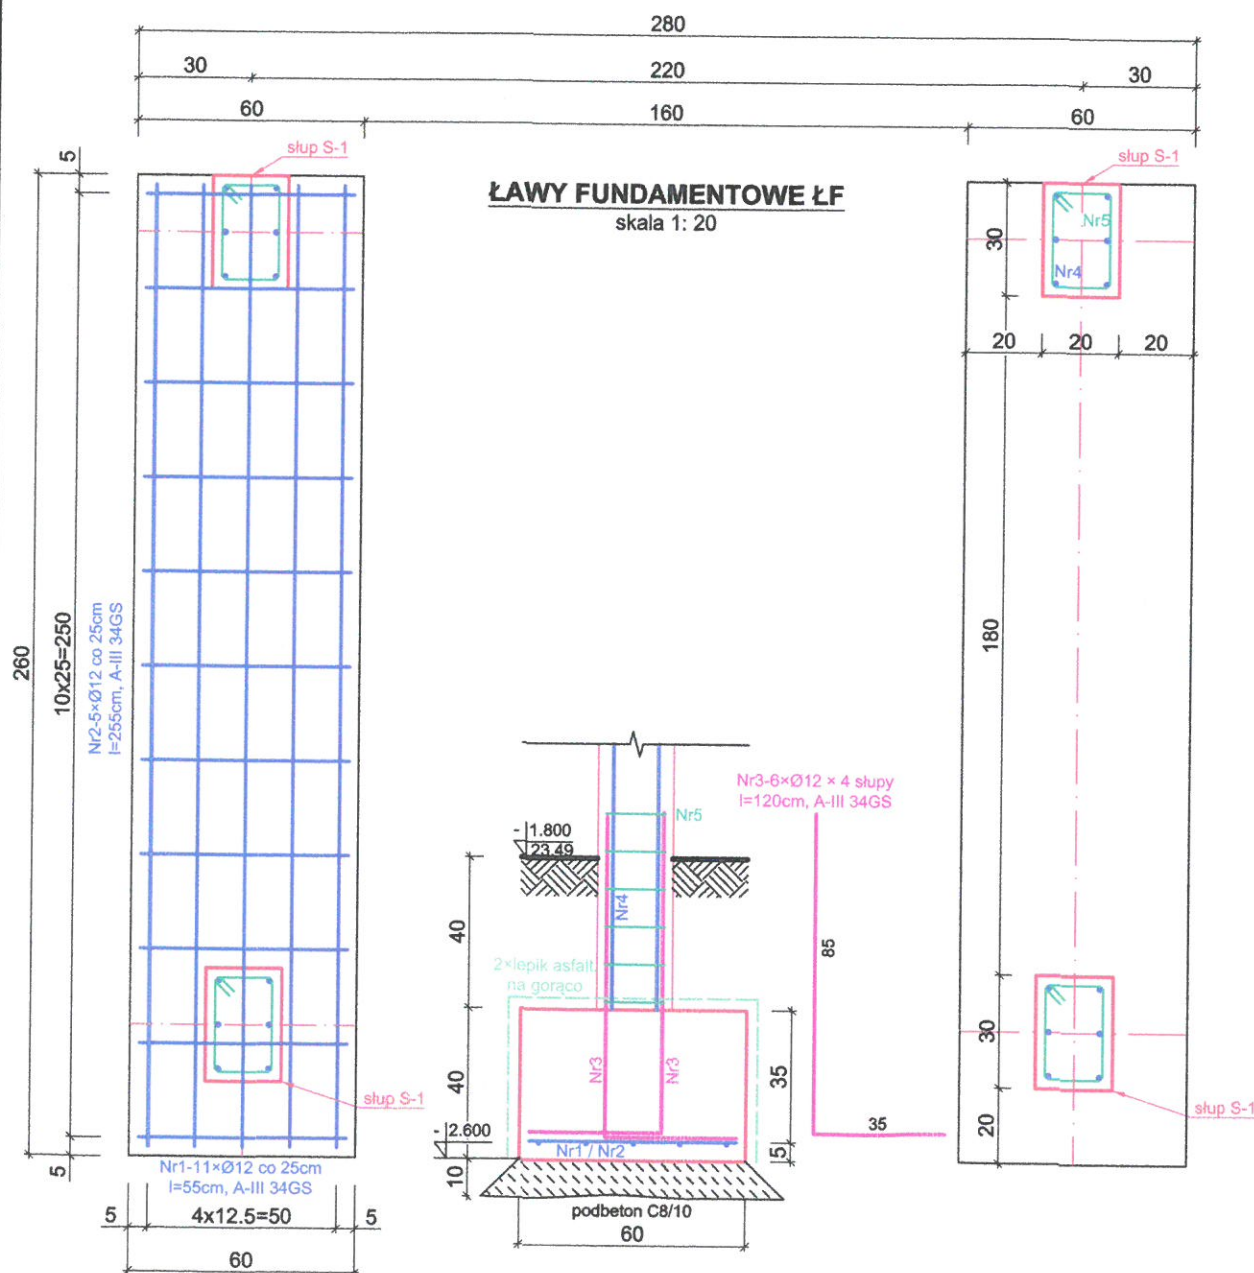 280
30
220
30
60
160
60
5
słup S-1
słup S-1
ŁAWY FUNDAMENTOWE ŁF
skala 1: 20
Nr5
30
Nr4
20
20
20
260
10x25=250
Nr2-5×Ø12 co 25cm
l=255cm, A-III 34GS
180
Nr3-6×Ø12 × 4 słupy
l=120cm, A-III 34GS
Nr5
- 1.800
23.49
Nr4
40
85
2×lepik asfalt.
na gorąco
Nr3
Nr3
40
35
35
30
słup S-1
słup S-1
20
- 2.600
Nr1 / Nr2
5
10
5
Nr1-11×Ø12 co 25cm
l=55cm, A-III 34GS
podbeton C8/10
5
4x12.5=50
5
60
60